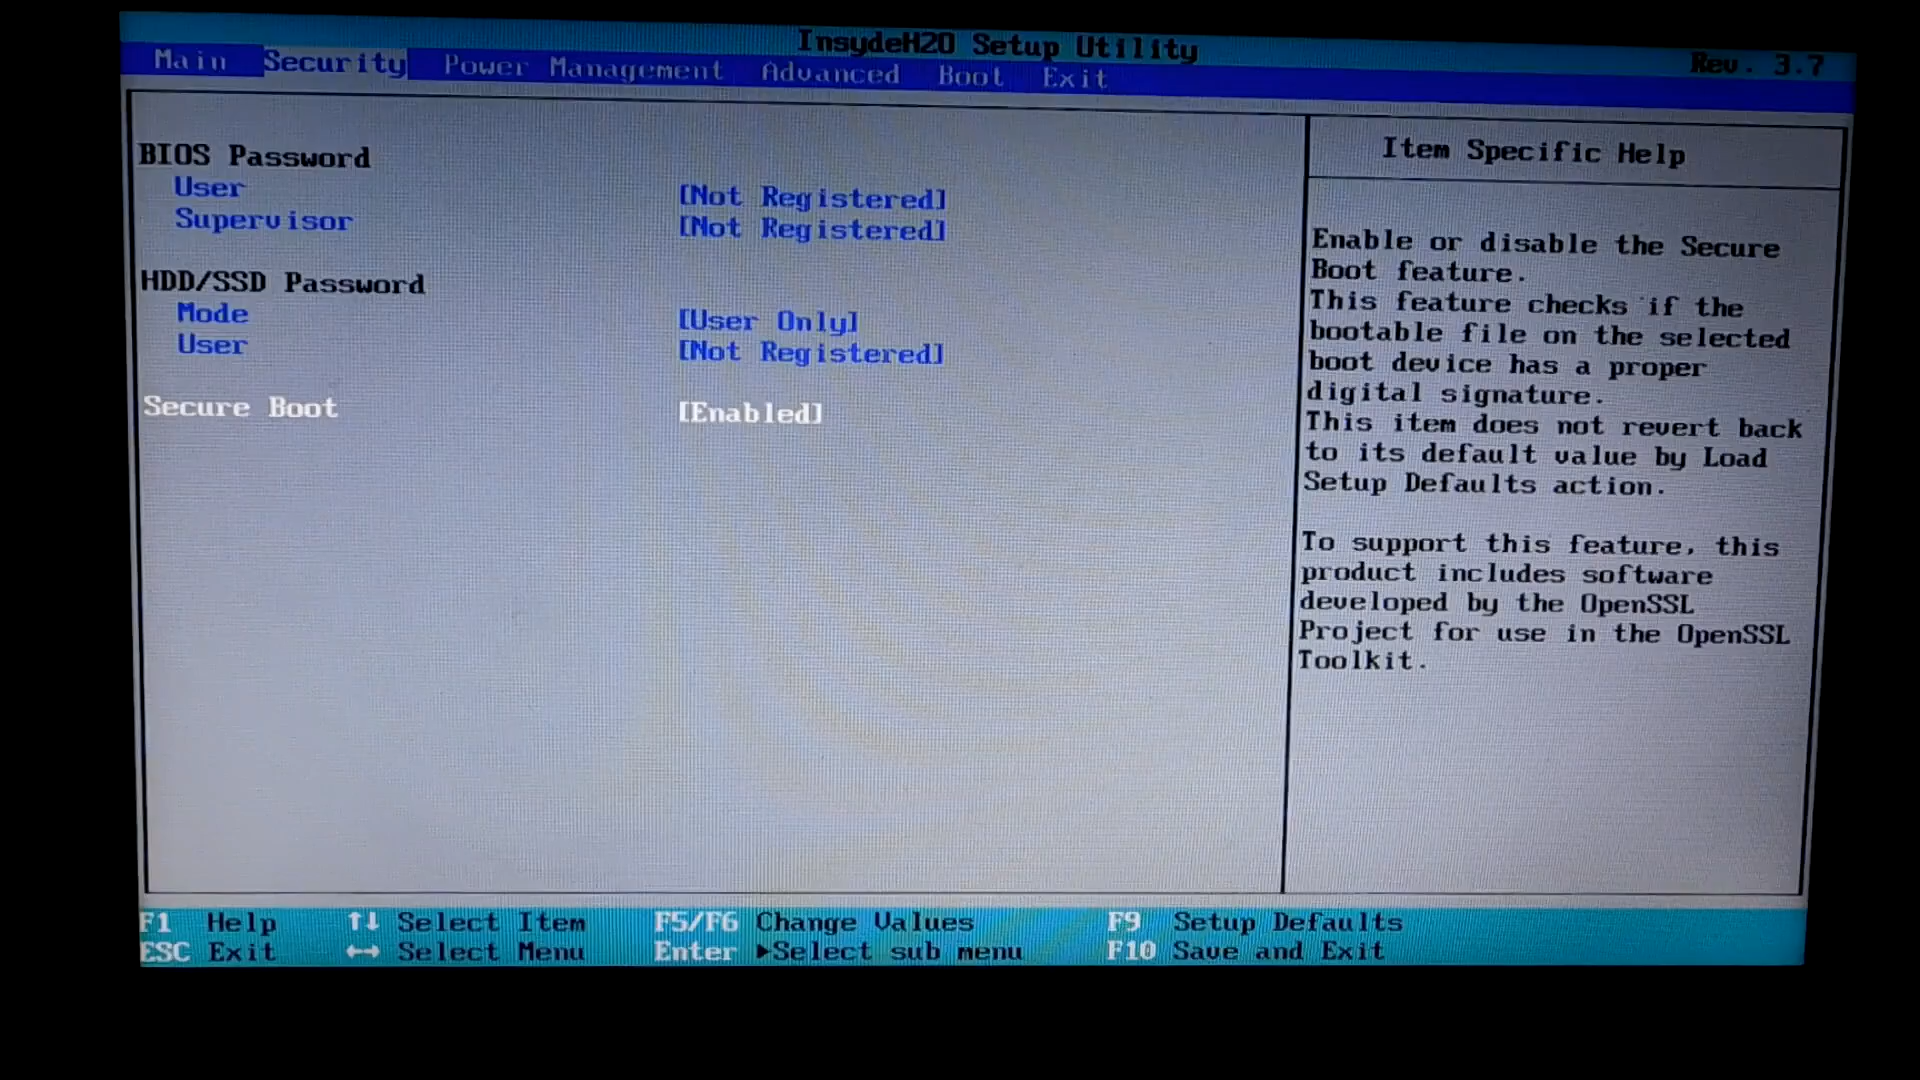 InsydeH2O Setup Utility Rev. 3.7
Main Security Power Management Advanced Boot Exit
BIOS Password
User [Not Registered]
Supervisor [Not Registered]
HDD/SSD Password
Mode [User Only]
User [Not Registered]
Secure Boot [Enabled]
Item Specific Help
Enable or disable the Secure
Boot feature.
This feature checks if the
bootable file on the selected
boot device has a proper
digital signature.
This item does not revert back
to its default value by Load
Setup Defaults action.
To support this feature, this
product includes software
developed by the OpenSSL
Project for use in the OpenSSL
Toolkit.
F1 Help ↑↓ Select Item F5/F6 Change Values F9 Setup Defaults
ESC Exit ↔ Select Menu Enter ▶Select sub menu F10 Save and Exit